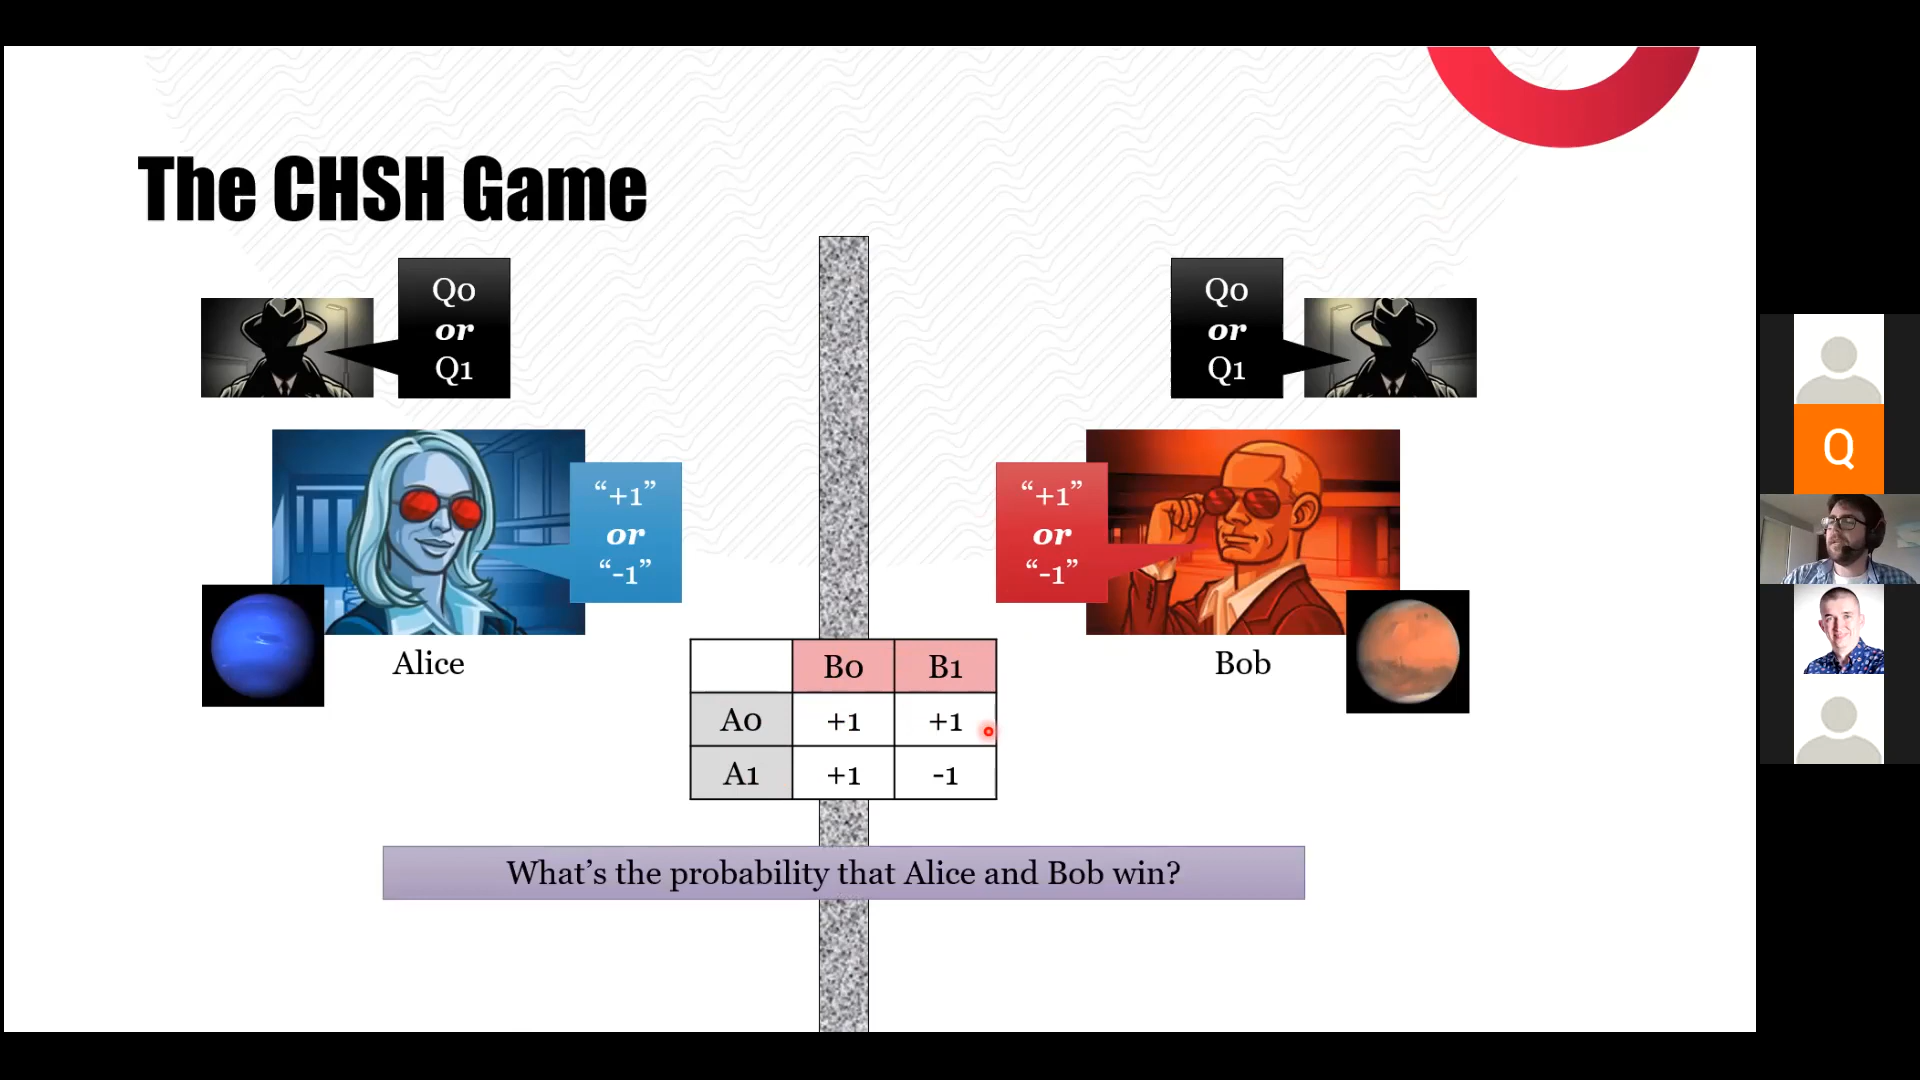 The CHSH Game
Q0
or
Q1
Q0
or
Q1
“+1”
or
“-1”
“+1”
or
“-1”
Alice
Bob
B0 B1
A0 +1 +1
A1 +1 -1
What’s the probability that Alice and Bob win?
Q